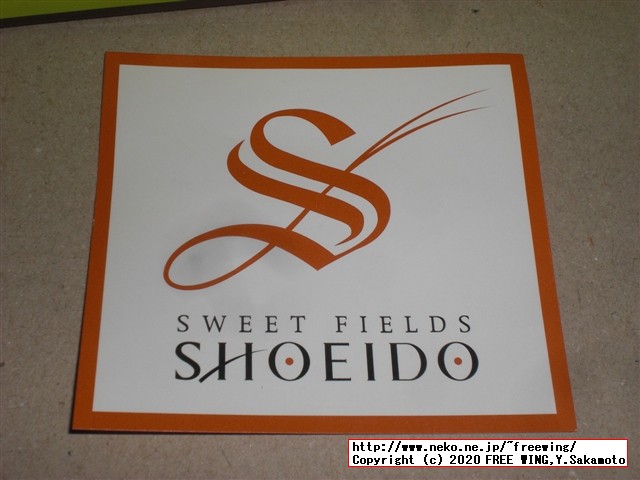 S
SWEET FIELDS
SHOEIDO
http://www.neko.ne.jp/~freewing/
Copyright (c) 2020 FREE WING,Y.Sakamoto